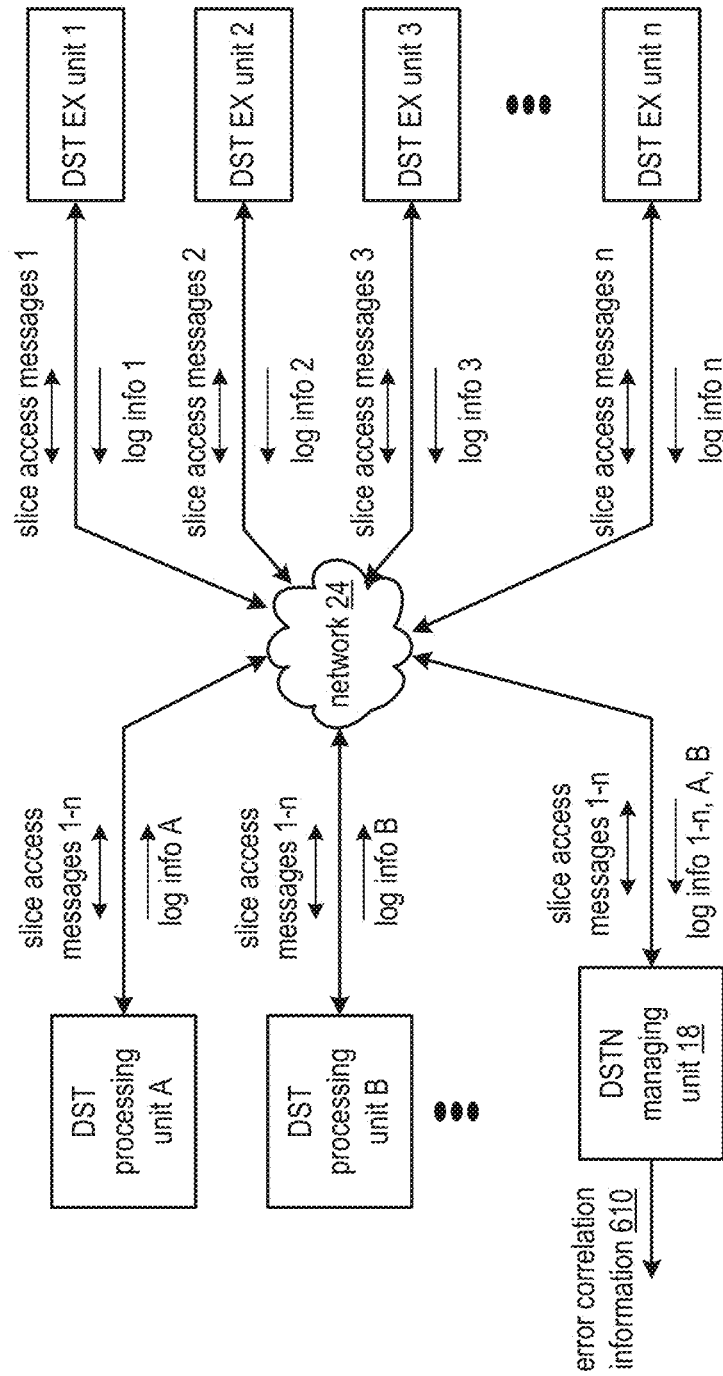 DST
processing
unit A
slice access
messages 1-n
log info A
DST
processing
unit B
slice access
messages 1-n
log info B
DSTN
managing
unit 18
slice access
messages 1-n
log info 1-n, A, B
error correlation
information 610
network 24
slice access messages 1
log info 1
DST EX unit 1
slice access messages 2
log info 2
DST EX unit 2
slice access messages 3
log info 3
DST EX unit 3
slice access messages n
log info n
DST EX unit n